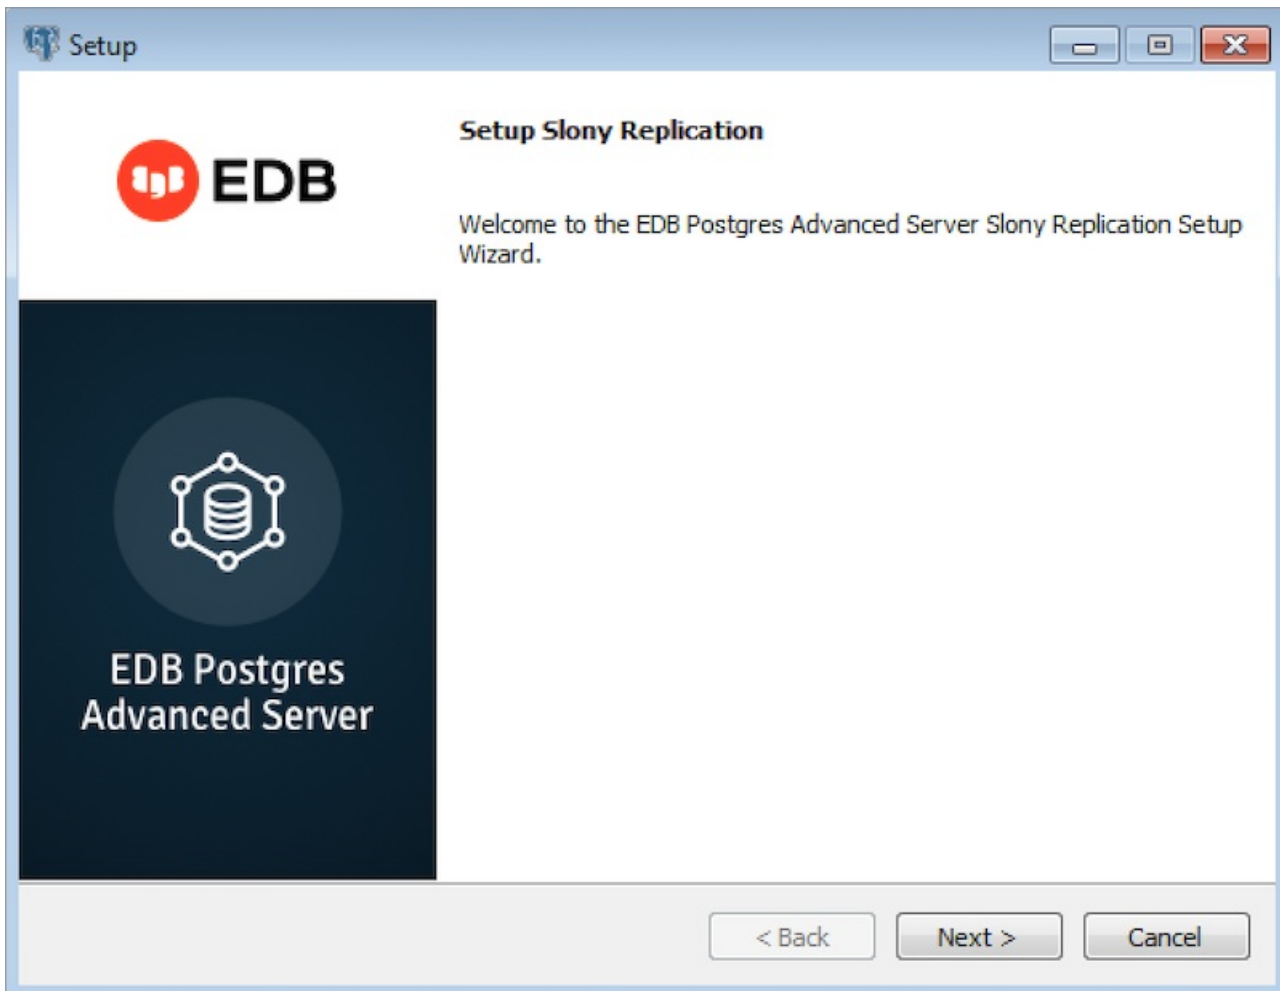 Setup
EDB
Setup Slony Replication
Welcome to the EDB Postgres Advanced Server Slony Replication Setup
Wizard.
EDB Postgres
Advanced Server
< Back
Next >
Cancel